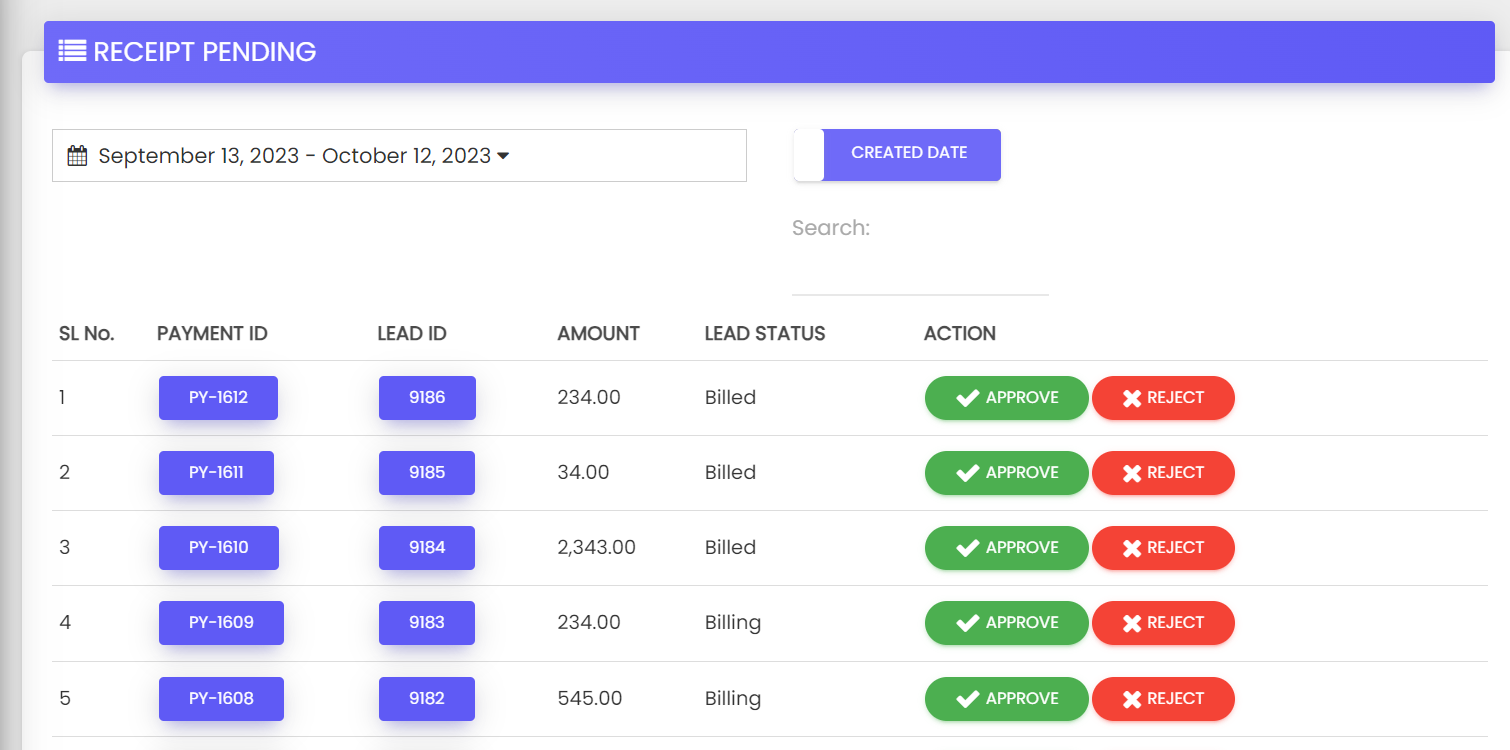 RECEIPT PENDING
September 13, 2023 - October 12, 2023
CREATED DATE
Search:
SL No. PAYMENT ID LEAD ID AMOUNT LEAD STATUS ACTION
1 PY-1612 9186 234.00 Billed APPROVE REJECT
2 PY-1611 9185 34.00 Billed APPROVE REJECT
3 PY-1610 9184 2,343.00 Billed APPROVE REJECT
4 PY-1609 9183 234.00 Billing APPROVE REJECT
5 PY-1608 9182 545.00 Billing APPROVE REJECT